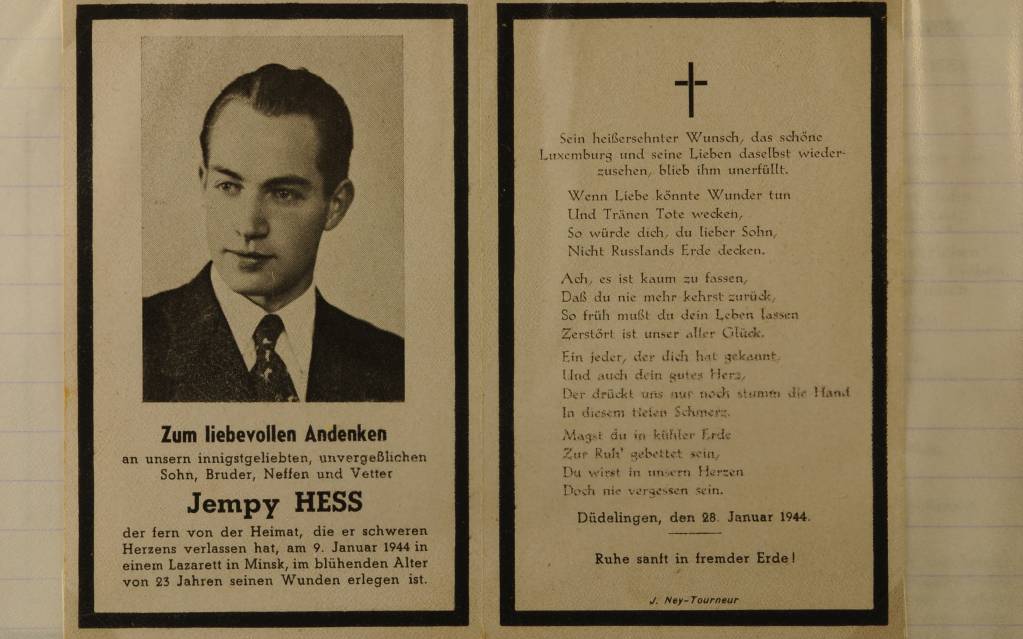 Zum liebevollen Andenken
an unsern innigstgeliebten, unvergeßlichen
Sohn, Bruder, Neffen und Vetter
Jempy HESS
der fern von der Heimat, die er schweren
Herzens verlassen hat, am 9. Januar 1944 in
einem Lazarett in Minsk, im blühenden Alter
von 23 Jahren seinen Wunden erlegen ist.
Sein heißersehnter Wunsch, das schöne
Luxemburg und seine Lieben daselbst wieder-
zusehen, blieb ihm unerfüllt.
Wenn Liebe könnte Wunder tun
Und Tränen Tote wecken,
So würde dich, du lieber Sohn,
Nicht Russlands Erde decken.
Ach, es ist kaum zu fassen,
Daß du nie mehr kehrst zurück,
So früh mußt du dein Leben lassen
Zerstört ist unser aller Glück.
Ein jeder, der dich hat gekannt,
Und auch dein gutes Herz,
Der drückt uns nur noch stumm die Hand
In diesem tiefen Schmerz.
Magst du in kühler Erde
Zur Ruh' gebettet sein,
Du wirst in unsern Herzen
Doch nie vergessen sein.
Düdelingen, den 28. Januar 1944.
Ruhe sanft in fremder Erde!
J. Ney-Tourneur